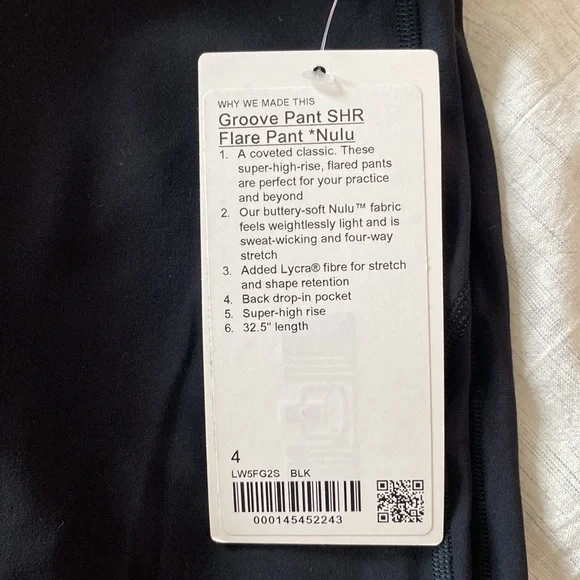 WHY WE MADE THIS
Groove Pant SHR
Flare Pant *Nulu
1. A coveted classic. These
super-high-rise, flared pants
are perfect for your practice
and beyond
2. Our buttery-soft Nulu™ fabric
feels weightlessly light and is
sweat-wicking and four-way
stretch
3. Added Lycra® fibre for stretch
and shape retention
4. Back drop-in pocket
5. Super-high rise
6. 32.5" length
4
LW5FG2S BLK
000145452243